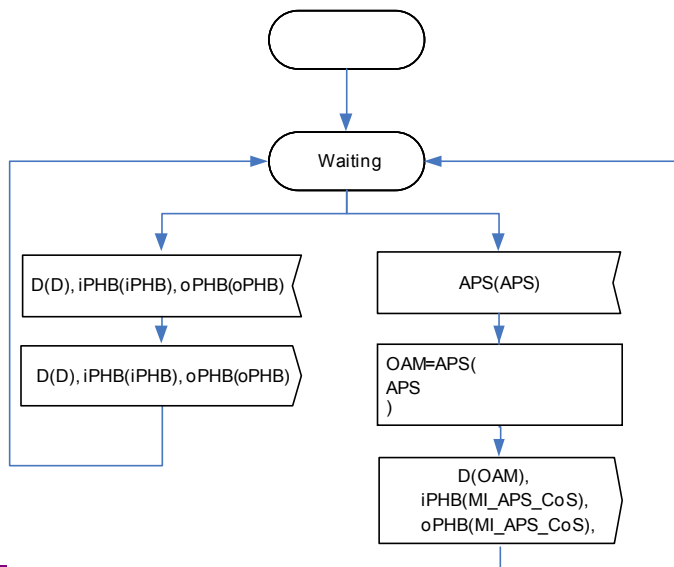 Waiting
D(D), iPHB(iPHB), oPHB(oPHB)
D(D), iPHB(iPHB), oPHB(oPHB)
APS(APS)
OAM=APS(
APS
)
D(OAM),
iPHB(MI_APS_CoS),
oPHB(MI_APS_CoS),